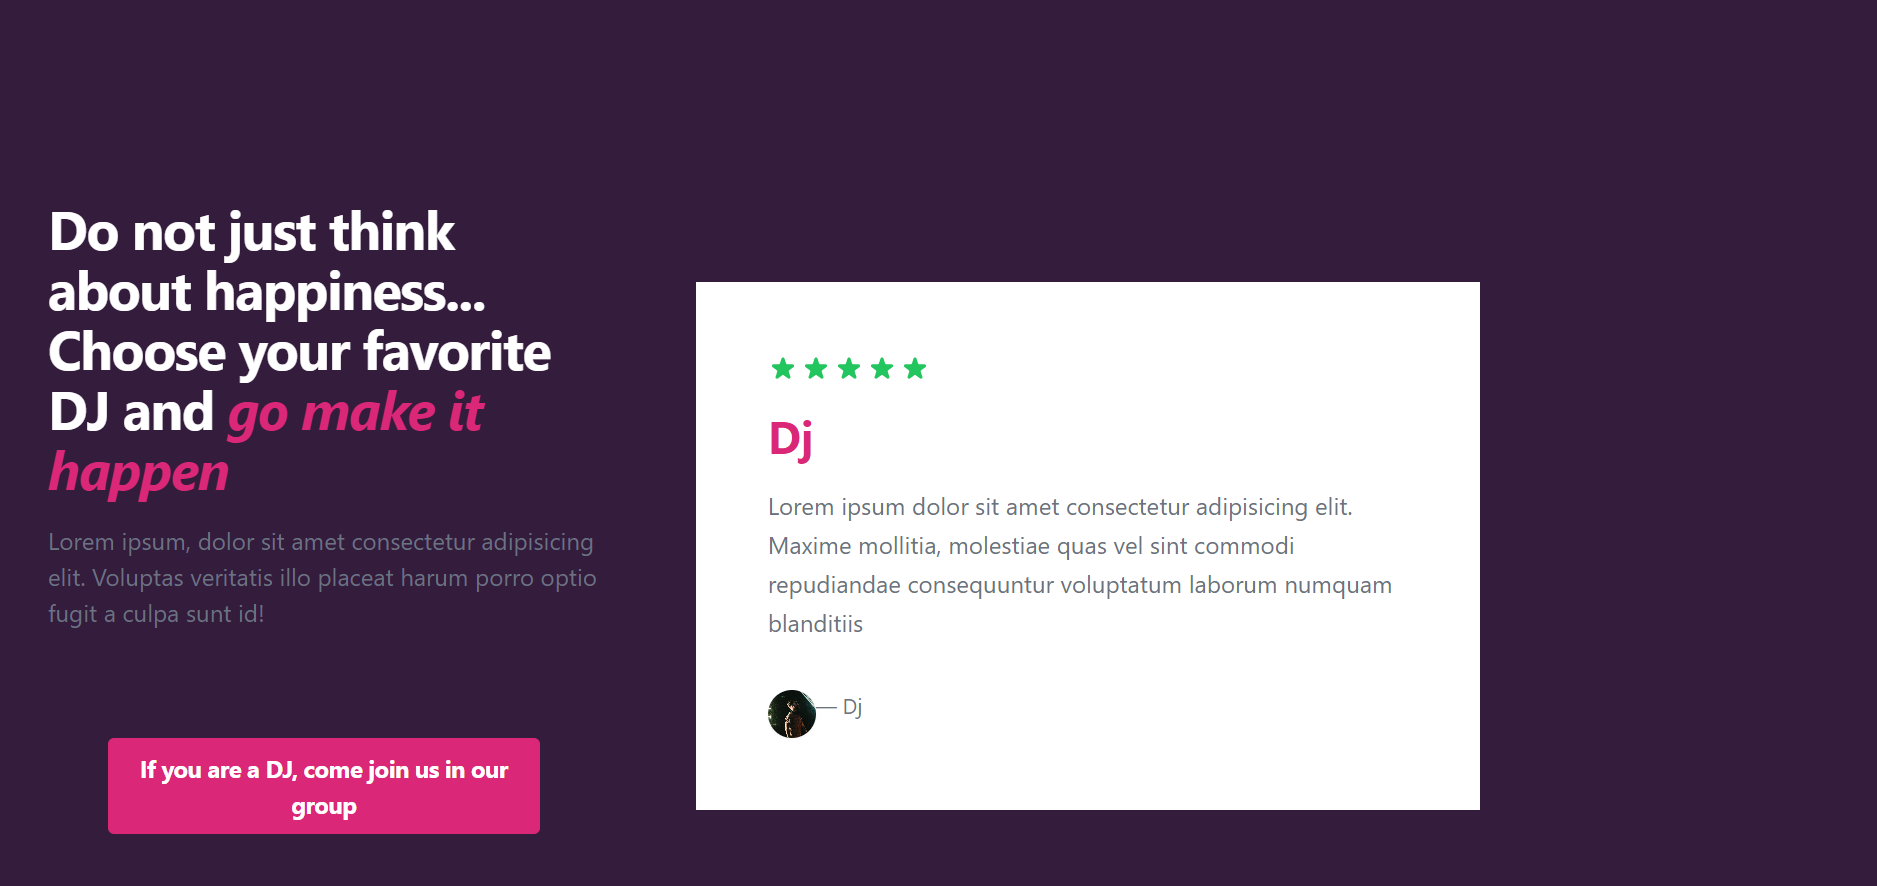 Do not just think
about happiness...
Choose your favorite
DJ and go make it
happen
Lorem ipsum, dolor sit amet consectetur adipisicing
elit. Voluptas veritatis illo placeat harum porro optio
fugit a culpa sunt id!
If you are a DJ, come join us in our
group
Dj
Lorem ipsum dolor sit amet consectetur adipisicing elit.
Maxime mollitia, molestiae quas vel sint commodi
repudiandae consequuntur voluptatum laborum numquam
blanditiis
— Dj